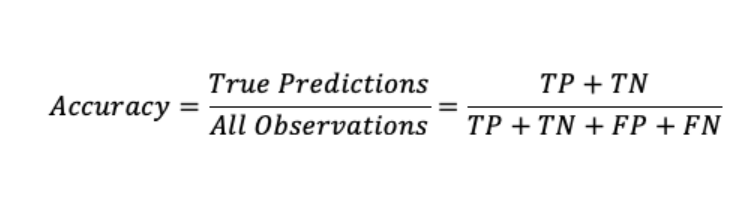 Accuracy = True Predictions / All Observations = TP + TN / TP + TN + FP + FN